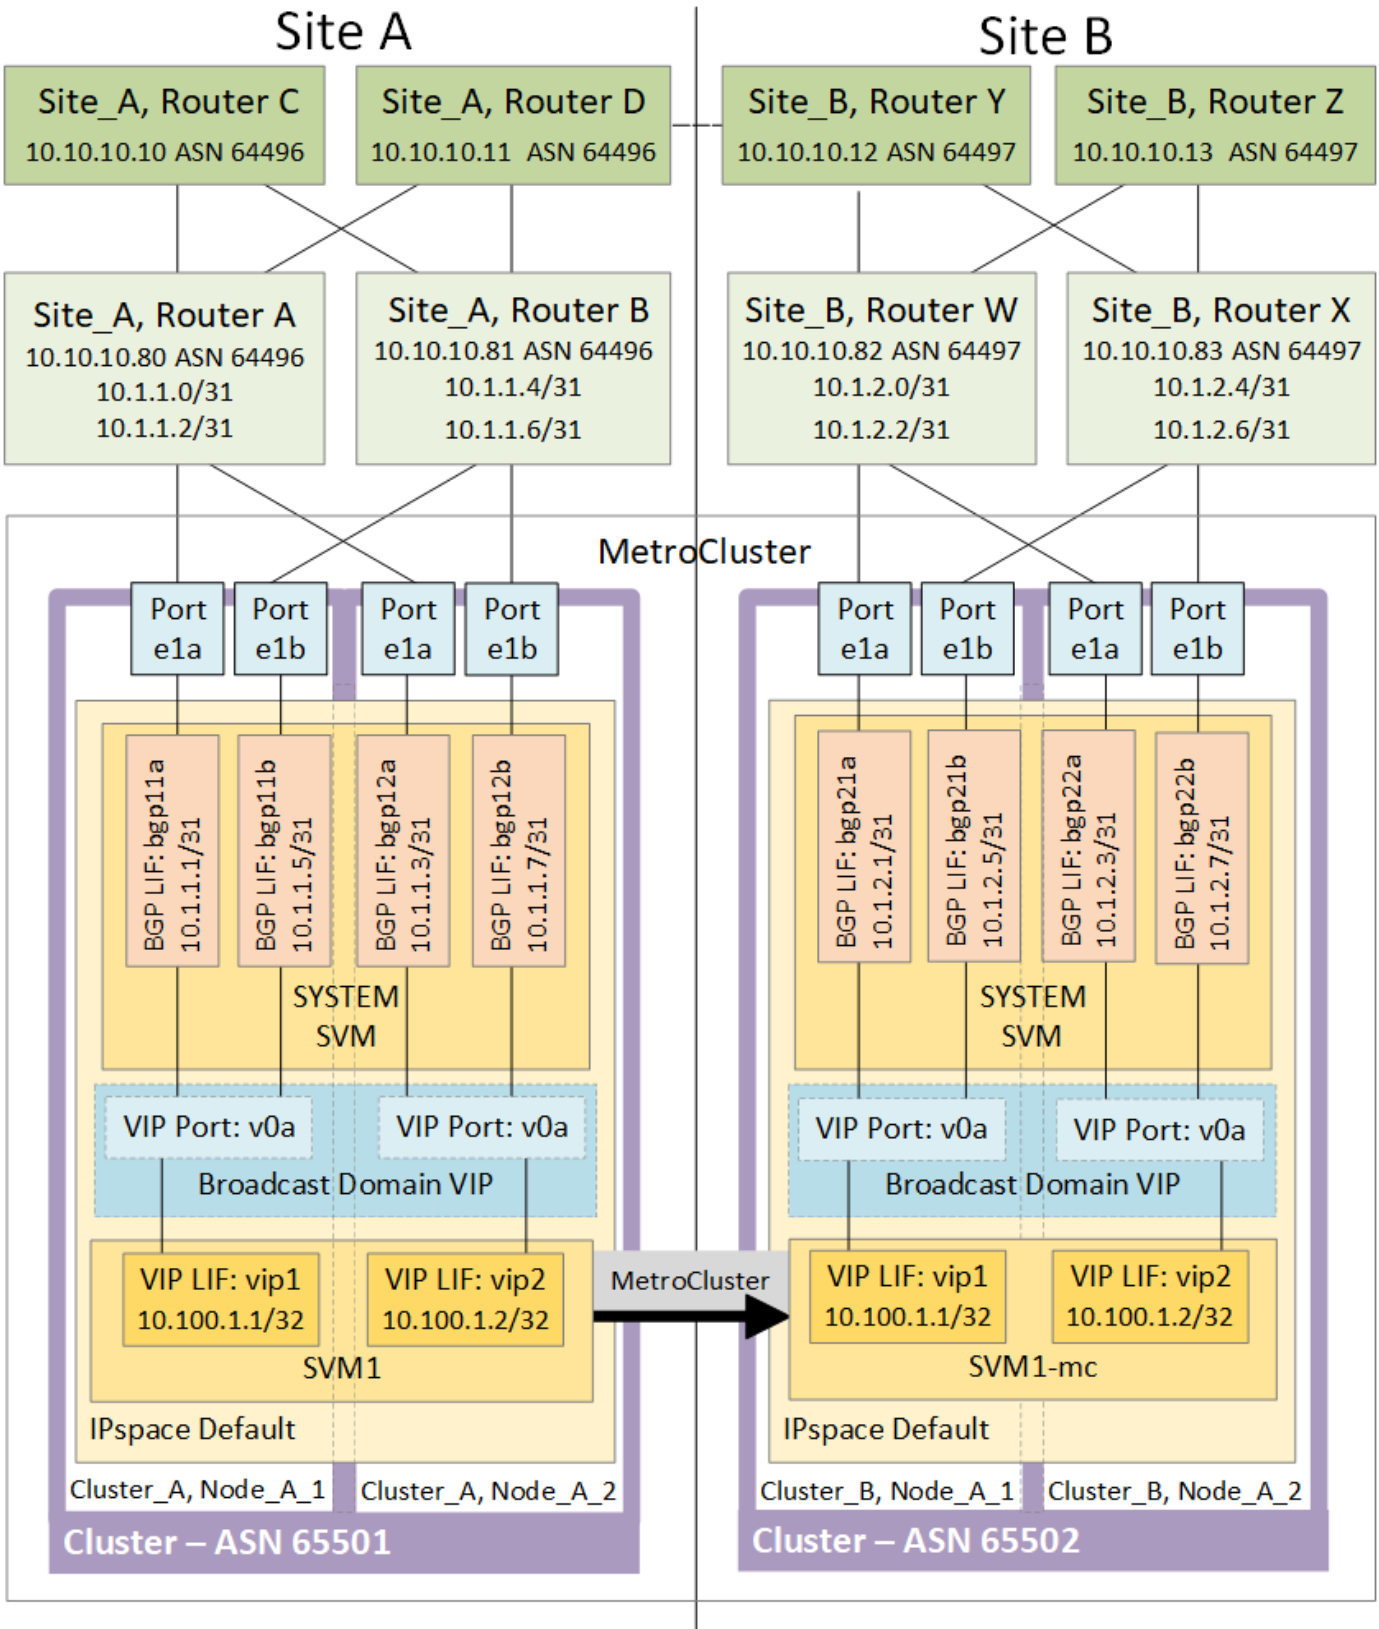 Site A
Site B
Site_A, Router C
10.10.10.10 ASN 64496
Site_A, Router D
10.10.10.11 ASN 64496
Site_B, Router Y
10.10.10.12 ASN 64497
Site_B, Router Z
10.10.10.13 ASN 64497
Site_A, Router A
10.10.10.80 ASN 64496
10.1.1.0/31
10.1.1.2/31
Site_A, Router B
10.10.10.81 ASN 64496
10.1.1.4/31
10.1.1.6/31
Site_B, Router W
10.10.10.82 ASN 64497
10.1.2.0/31
10.1.2.2/31
Site_B, Router X
10.10.10.83 ASN 64497
10.1.2.4/31
10.1.2.6/31
MetroCluster
Port
e1a
Port
e1b
Port
e1a
Port
e1b
Port
e1a
Port
e1b
Port
e1a
Port
e1b
BGP LIF: bgp11a
10.1.1.1/31
BGP LIF: bgp11b
10.1.1.5/31
BGP LIF: bgp12a
10.1.1.3/31
BGP LIF: bgp12b
10.1.1.7/31
BGP LIF: bgp21a
10.1.2.1/31
BGP LIF: bgp21b
10.1.2.5/31
BGP LIF: bgp22a
10.1.2.3/31
BGP LIF: bgp22b
10.1.2.7/31
SYSTEM
SVM
SYSTEM
SVM
VIP Port: v0a
VIP Port: v0a
Broadcast Domain VIP
VIP Port: v0a
VIP Port: v0a
Broadcast Domain VIP
VIP LIF: vip1
10.100.1.1/32
VIP LIF: vip2
10.100.1.2/32
SVM1
MetroCluster
VIP LIF: vip1
10.100.1.1/32
VIP LIF: vip2
10.100.1.2/32
SVM1-mc
IPspace Default
IPspace Default
Cluster_A, Node_A_1
Cluster_A, Node_A_2
Cluster_B, Node_A_1
Cluster_B, Node_A_2
Cluster – ASN 65501
Cluster – ASN 65502